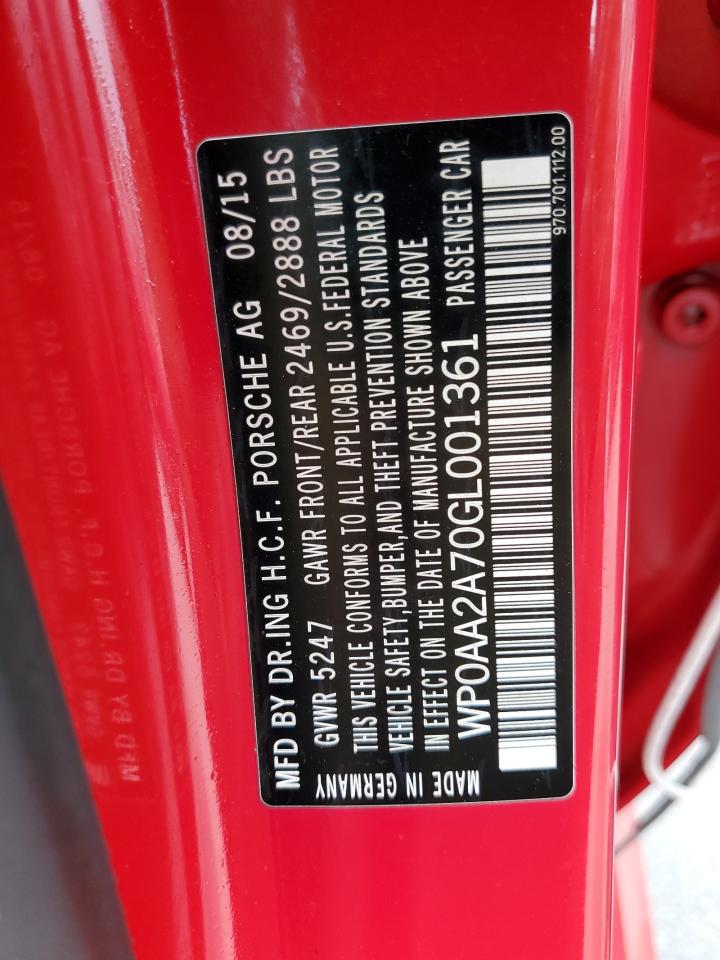 MFD BY DR.ING H.C.F. PORSCHE AG 08/15
GVWR 5247 GAWR FRONT/REAR 2469/2888 LBS
THIS VEHICLE CONFORMS TO ALL APPLICABLE U.S.FEDERAL MOTOR
VEHICLE SAFETY,BUMPER,AND THEFT PREVENTION STANDARDS
IN EFFECT ON THE DATE OF MANUFACTURE SHOWN ABOVE
WP0AA2A70GL001361 PASSENGER CAR
MADE IN GERMANY
970.701.112.00